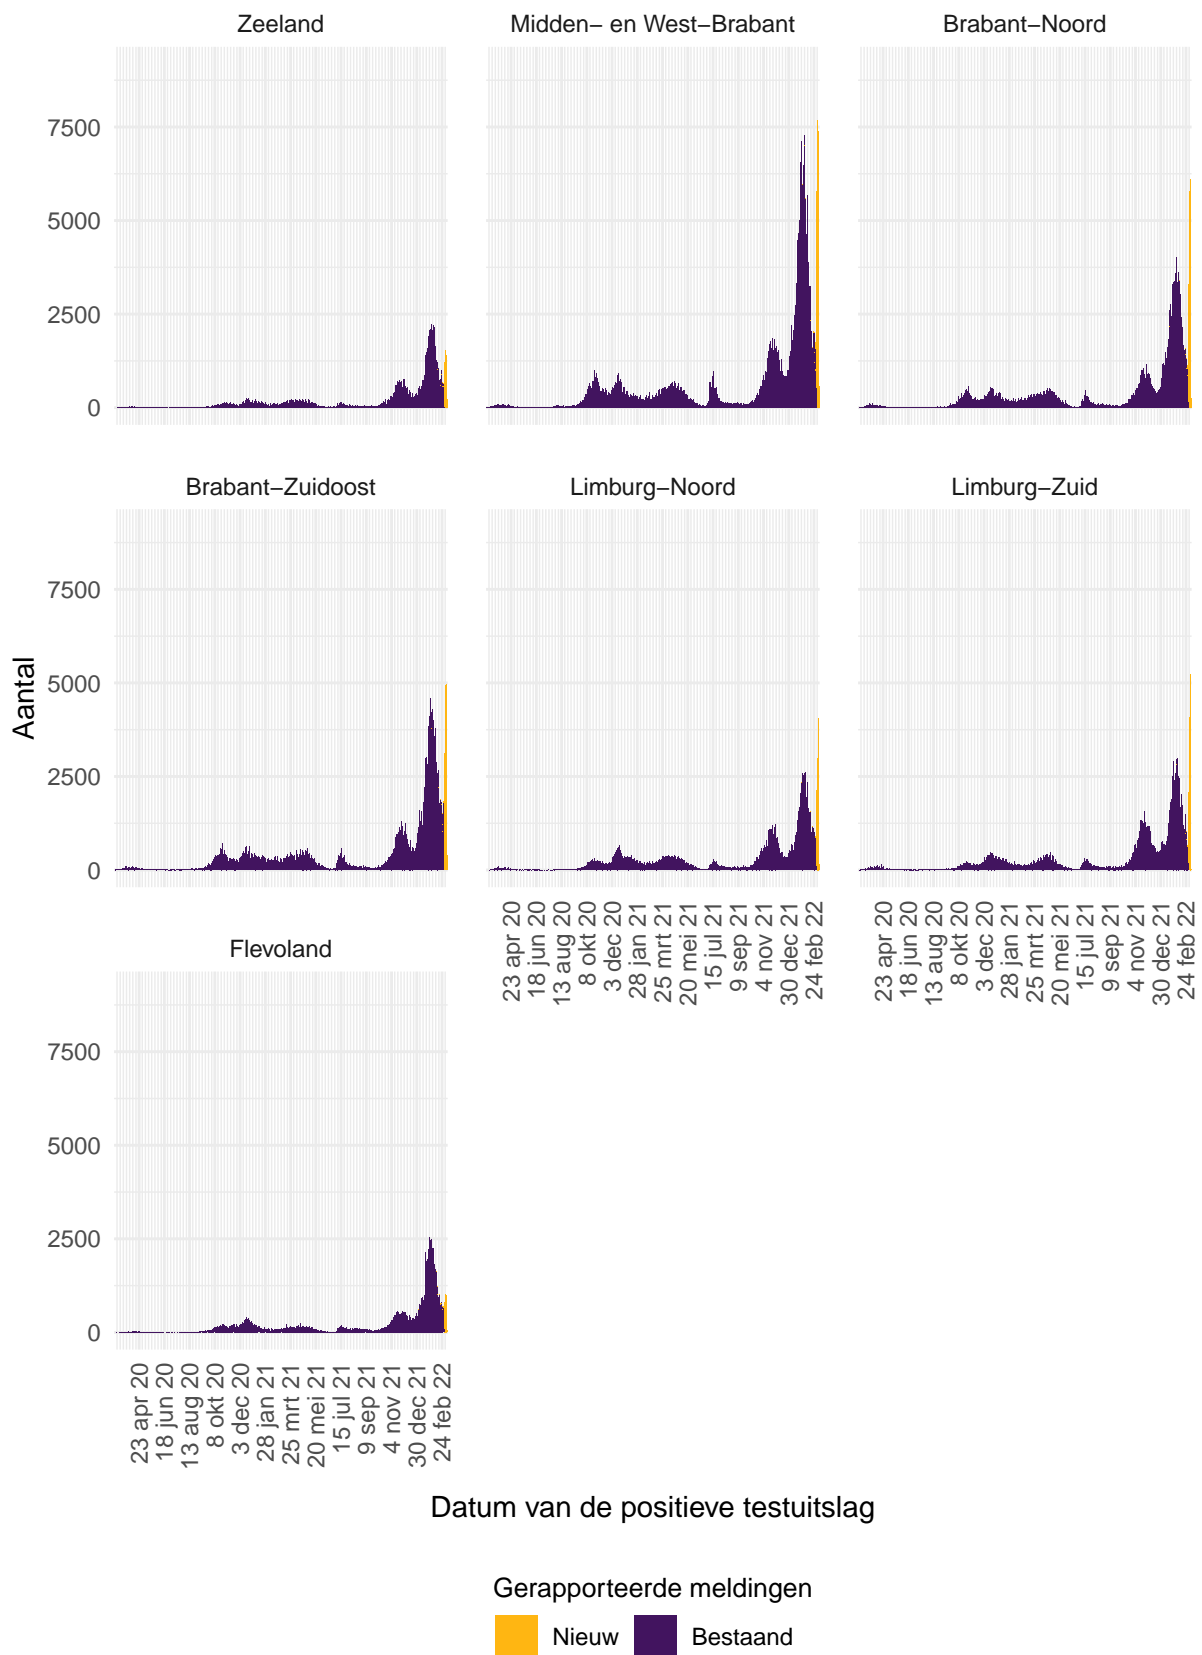 Zeeland
Midden− en West−Brabant
Brabant−Noord
7500
5000
2500
0
Brabant−Zuidoost
Limburg−Noord
Limburg−Zuid
7500
5000
2500
0
Aantal
23 apr 20
18 jun 20
13 aug 20
8 okt 20
3 dec 20
28 jan 21
25 mrt 21
20 mei 21
15 jul 21
9 sep 21
4 nov 21
30 dec 21
24 feb 22
23 apr 20
18 jun 20
13 aug 20
8 okt 20
3 dec 20
28 jan 21
25 mrt 21
20 mei 21
15 jul 21
9 sep 21
4 nov 21
30 dec 21
24 feb 22
Flevoland
7500
5000
2500
0
23 apr 20
18 jun 20
13 aug 20
8 okt 20
3 dec 20
28 jan 21
25 mrt 21
20 mei 21
15 jul 21
9 sep 21
4 nov 21
30 dec 21
24 feb 22
Datum van de positieve testuitslag
Gerapporteerde meldingen
Nieuw
Bestaand